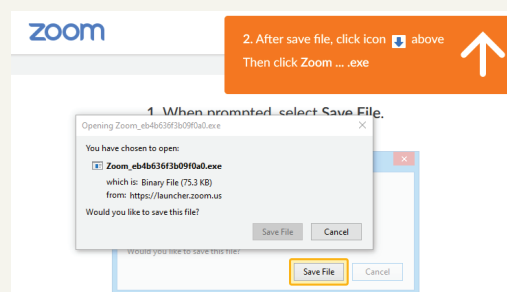 zoom
2. After save file, click icon above
Then click Zoom ... .exe
1. When prompted, select Save File.
Opening Zoom_eb4b636f3b09f0a0.exe
You have chosen to open:
Zoom_eb4b636f3b09f0a0.exe
which is: Binary File (75.3 KB)
from: https://launcher.zoom.us
Would you like to save this file?
Save File Cancel
Would you like to save this file?
Save File Cancel